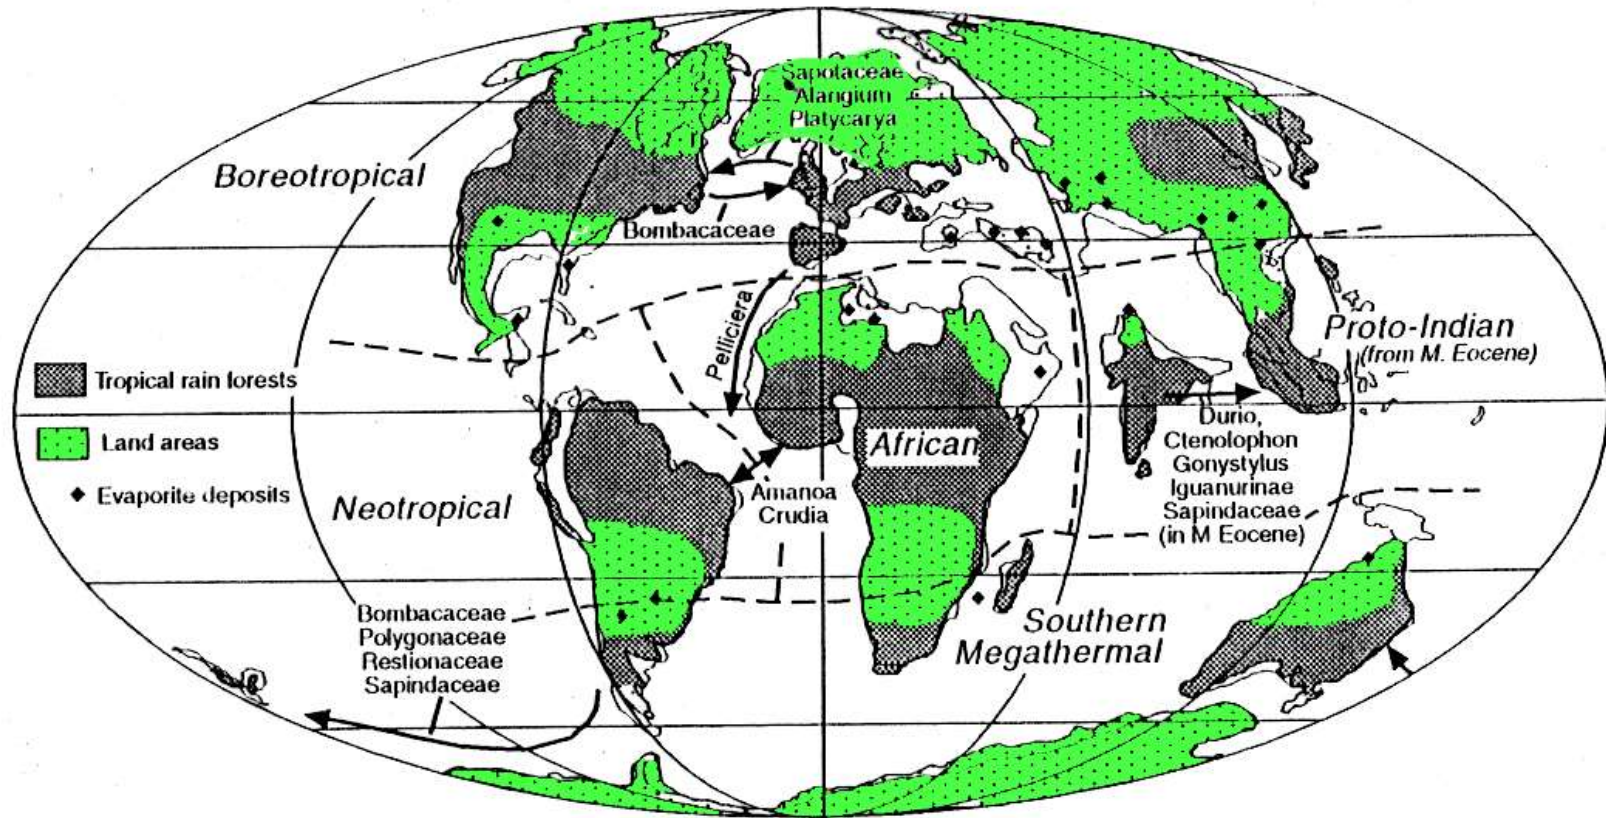 Sapotaceae
Alangium
Platycarya
Boreotropical
Bombacaceae
Pelliciera
Proto-Indian
(from M. Eocene)
Tropical rain forests
Land areas
Evaporite deposits
African
Durio,
Ctenolophon
Gonystylus
Iguanurinae
Sapindaceae
(in M Eocene)
Neotropical
Amanoa
Crudia
Bombacaceae
Polygonaceae
Restionaceae
Sapindaceae
Southern
Megathermal